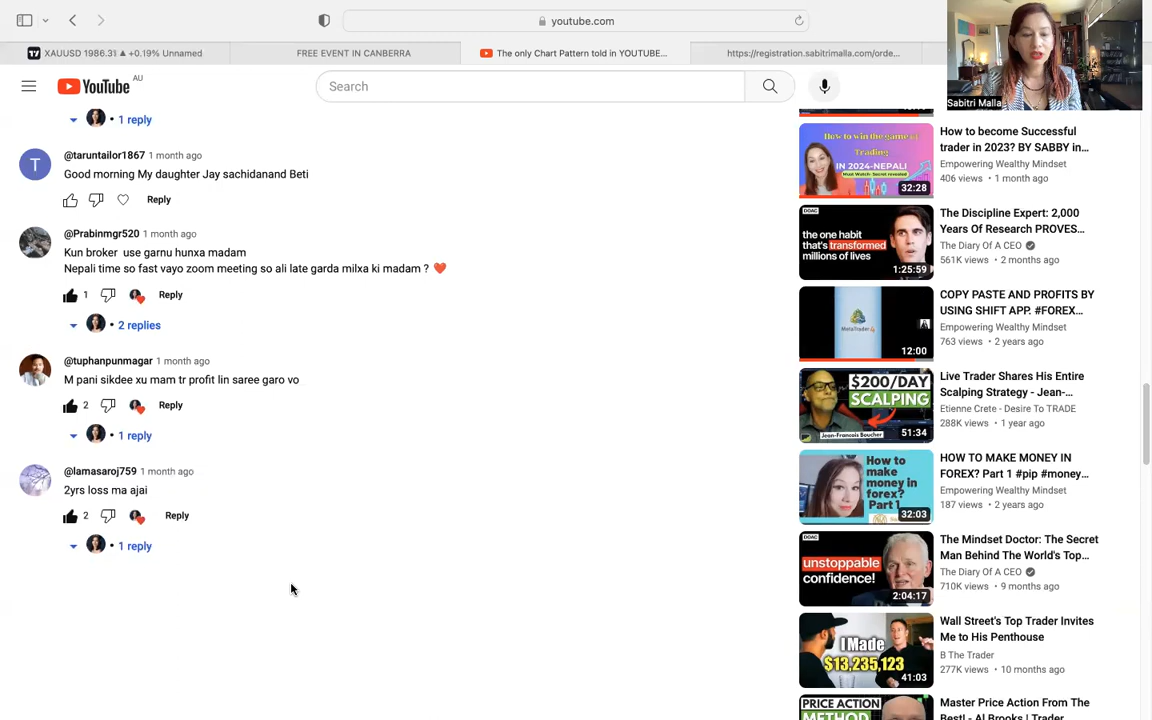 youtube.com
XAUUSD 1986.31 ▲ +0.19% Unnamed
FREE EVENT IN CANBERRA
The only Chart Pattern told in YOUTUBE...
https://registration.sabitrimalla.com/orde...
Sabitri Malla
YouTube AU
Search
1 reply
T
@taruntailor1867 1 month ago
Good morning My daughter Jay sachidanand Beti
Reply
@Prabinmgr520 1 month ago
Kun broker use garnu hunxa madam
Nepali time so fast vayo zoom meeting so ali late garda milxa ki madam ? ❤️
1 Reply
2 replies
@tuphanpunmagar 1 month ago
M pani sikdee xu mam tr profit lin saree garo vo
2 Reply
1 reply
@lamasaroj759 1 month ago
2yrs loss ma ajai
2 Reply
1 reply
How to win the game of
Trading
IN 2024-NEPALI
Must Watch: Secret revealed
32:28
How to become Successful
trader in 2023? BY SABBY in...
Empowering Wealthy Mindset
406 views • 1 month ago
DOAC
the one habit
that's transformed
millions of lives
1:25:59
The Discipline Expert: 2,000
Years Of Research PROVES...
The Diary Of A CEO
561K views • 2 months ago
MetaTrader 4
12:00
COPY PASTE AND PROFITS BY
USING SHIFT APP. #FOREX...
Empowering Wealthy Mindset
763 views • 2 years ago
$200/DAY
SCALPING
Jean-Francois Boucher
51:34
Live Trader Shares His Entire
Scalping Strategy - Jean-...
Etienne Crete - Desire To TRADE
288K views • 1 year ago
How to
make
money in
forex?
Part 1
32:03
HOW TO MAKE MONEY IN
FOREX? Part 1 #pip #money...
Empowering Wealthy Mindset
187 views • 2 years ago
DOAC
unstoppable
confidence!
2:04:17
The Mindset Doctor: The Secret
Man Behind The World's Top...
The Diary Of A CEO
710K views • 9 months ago
I Made
$13,235,123
41:03
Wall Street's Top Trader Invites
Me to His Penthouse
B The Trader
277K views • 10 months ago
PRICE ACTION
METHOD
Master Price Action From The
Best! - Al Brooks | Trader